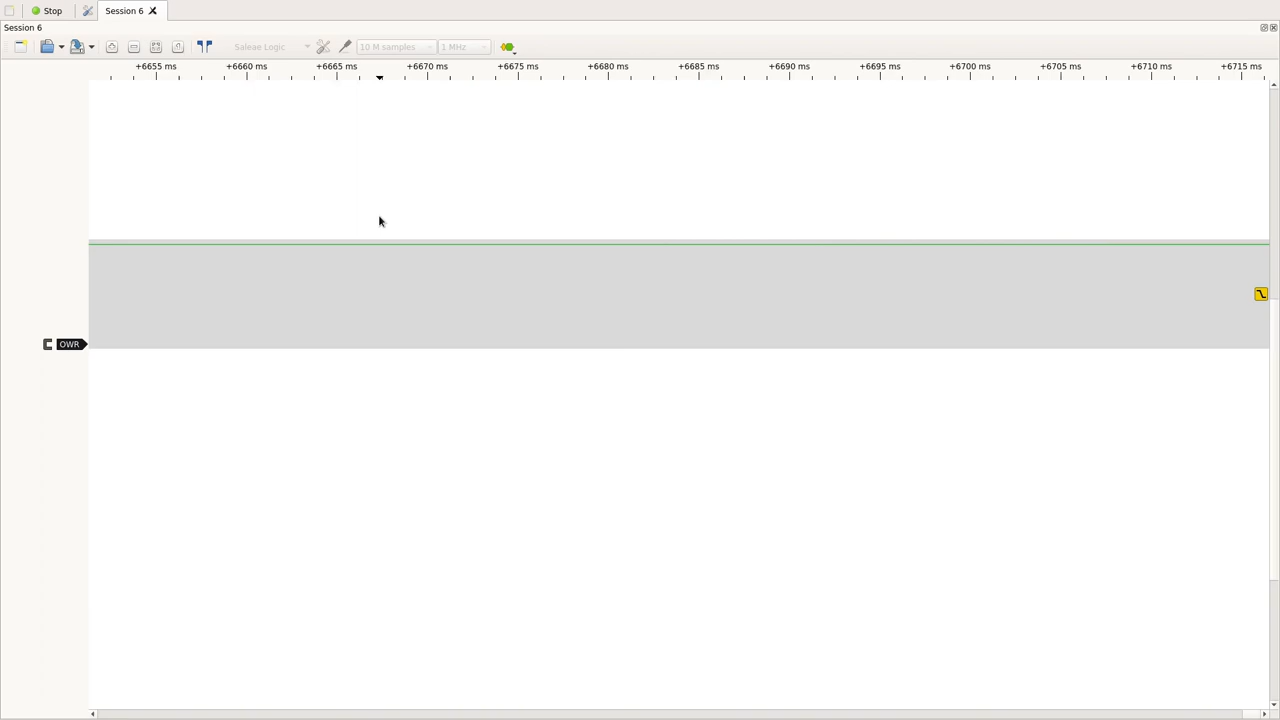 Stop
Session 6
Session 6
Saleae Logic
10 M samples
1 MHz
+6655 ms +6660 ms +6665 ms +6670 ms +6675 ms +6680 ms +6685 ms +6690 ms +6695 ms +6700 ms +6705 ms +6710 ms +6715 ms
OWR